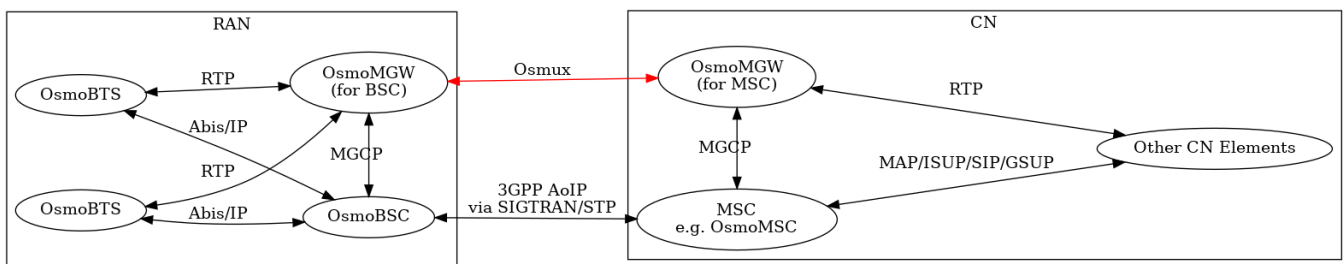 RAN
CN
OsmoBTS
RTP
OsmoMGW
(for BSC)
Osmux
OsmoMGW
(for MSC)
RTP
Abis/IP
MGCP
MGCP
Other CN Elements
MAP/ISUP/SIP/GSUP
RTP
OsmoBTS
Abis/IP
OsmoBSC
3GPP AoIP
via SIGTRAN/STP
MSC
e.g. OsmoMSC